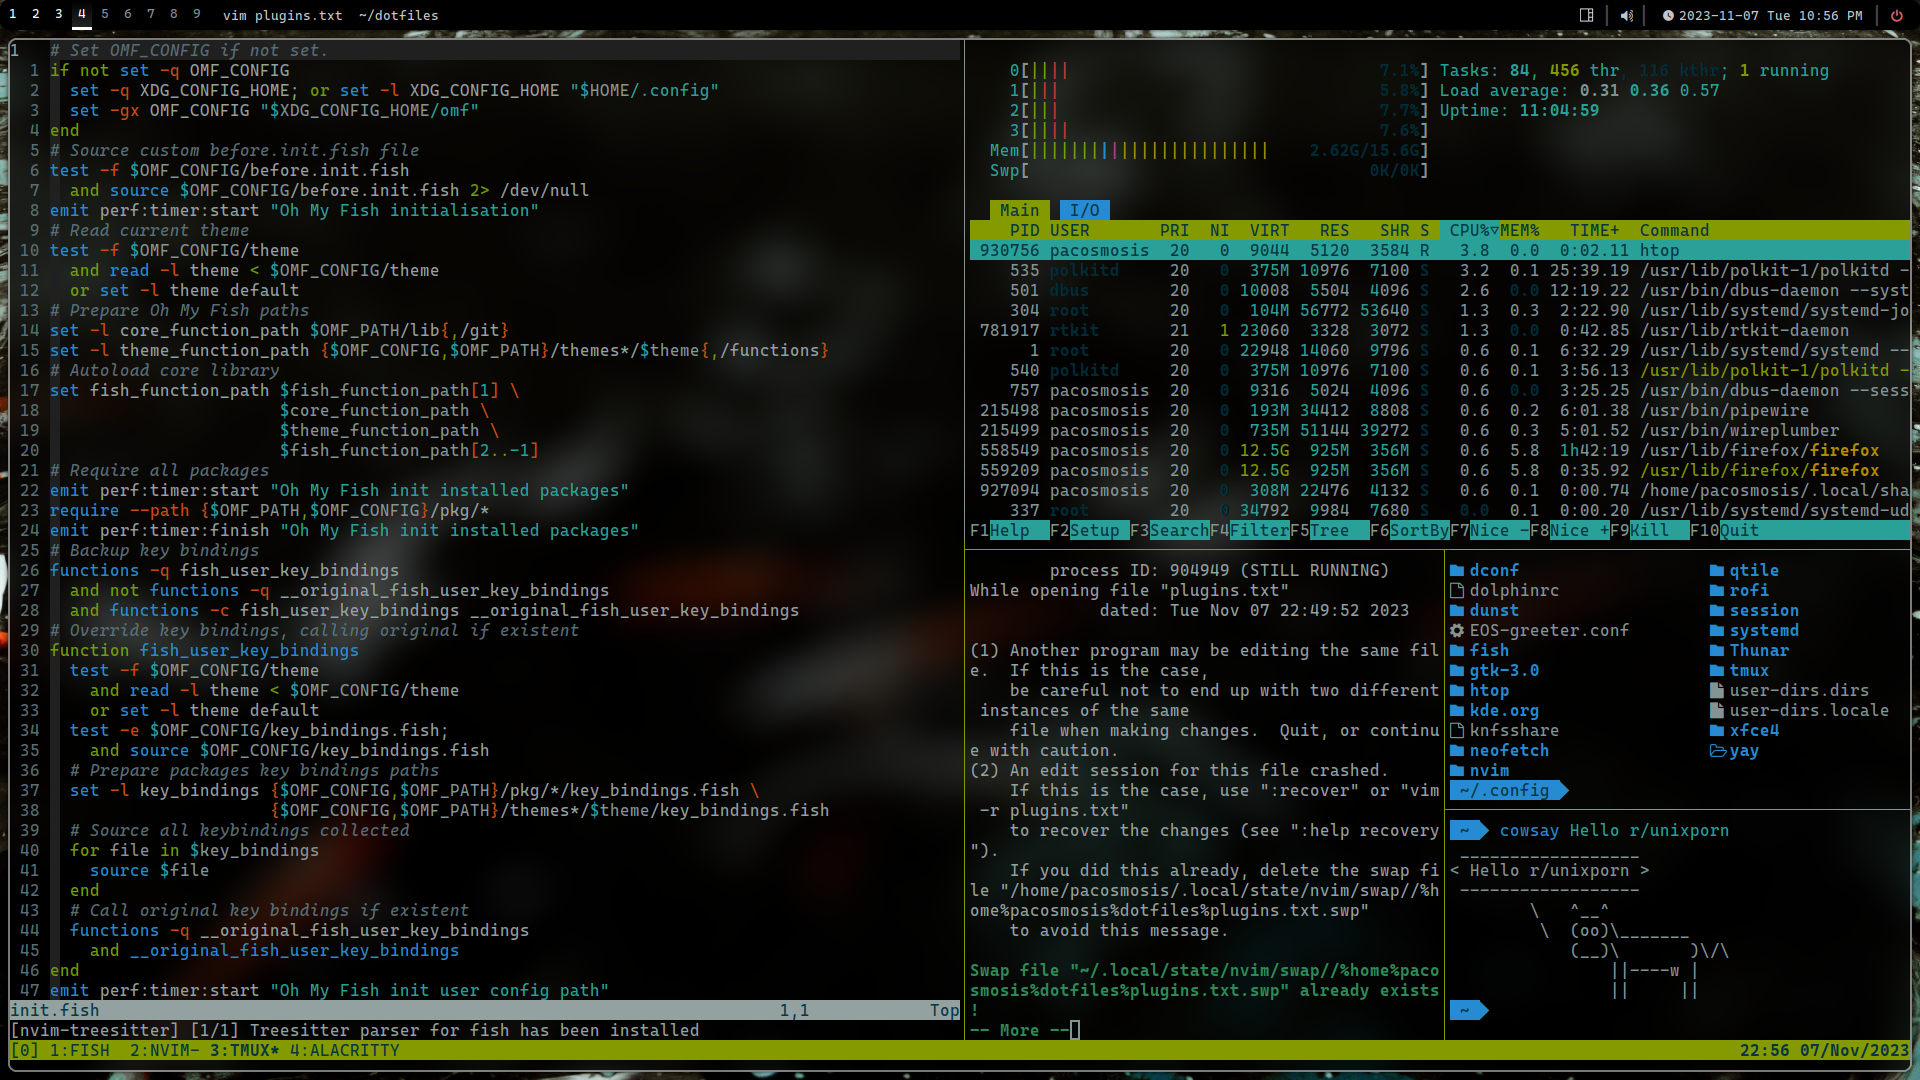 1 2 3 4 5 6 7 8 9 vim plugins.txt ~/dotfiles
2023-11-07 Tue 10:56 PM
1 # Set OMF_CONFIG if not set.
1 if not set -q OMF_CONFIG
2 set -q XDG_CONFIG_HOME; or set -l XDG_CONFIG_HOME "$HOME/.config"
3 set -gx OMF_CONFIG "$XDG_CONFIG_HOME/omf"
4 end
5 # Source custom before.init.fish file
6 test -f $OMF_CONFIG/before.init.fish
7 and source $OMF_CONFIG/before.init.fish 2> /dev/null
8 emit perf:timer:start "Oh My Fish initialisation"
9 # Read current theme
10 test -f $OMF_CONFIG/theme
11 and read -l theme < $OMF_CONFIG/theme
12 or set -l theme default
13 # Prepare Oh My Fish paths
14 set -l core_function_path $OMF_PATH/lib{,/git}
15 set -l theme_function_path {$OMF_CONFIG,$OMF_PATH}/themes*/$theme{,/functions}
16 # Autoload core library
17 set fish_function_path $fish_function_path[1] \
18 $core_function_path \
19 $theme_function_path \
20 $fish_function_path[2..-1]
21 # Require all packages
22 emit perf:timer:start "Oh My Fish init installed packages"
23 require --path {$OMF_PATH,$OMF_CONFIG}/pkg/*
24 emit perf:timer:finish "Oh My Fish init installed packages"
25 # Backup key bindings
26 functions -q fish_user_key_bindings
27 and not functions -q __original_fish_user_key_bindings
28 and functions -c fish_user_key_bindings __original_fish_user_key_bindings
29 # Override key bindings, calling original if existent
30 function fish_user_key_bindings
31 test -f $OMF_CONFIG/theme
32 and read -l theme < $OMF_CONFIG/theme
33 or set -l theme default
34 test -e $OMF_CONFIG/key_bindings.fish;
35 and source $OMF_CONFIG/key_bindings.fish
36 # Prepare packages key bindings paths
37 set -l key_bindings {$OMF_CONFIG,$OMF_PATH}/pkg/*/key_bindings.fish \
38 {$OMF_CONFIG,$OMF_PATH}/themes*/$theme/key_bindings.fish
39 # Source all keybindings collected
40 for file in $key_bindings
41 source $file
42 end
43 # Call original key bindings if existent
44 functions -q __original_fish_user_key_bindings
45 and __original_fish_user_key_bindings
46 end
47 emit perf:timer:start "Oh My Fish init user config path"
init.fish 1,1 Top
[nvim-treesitter] [1/1] Treesitter parser for fish has been installed
0[|||| 7.1%] Tasks: 84, 456 thr, 116 kthr; 1 running
1[||| 5.8%] Load average: 0.31 0.36 0.57
2[||| 7.7%] Uptime: 11:04:59
3[|||| 7.6%]
Mem[|||||||||||||||||||||||| 2.62G/15.6G]
Swp[ 0K/0K]
Main I/O
PID USER PRI NI VIRT RES SHR S CPU%▽MEM% TIME+ Command
930756 pacosmosis 20 0 9044 5120 3584 R 3.8 0.0 0:02.11 htop
535 polkitd 20 0 375M 10976 7100 S 3.2 0.1 25:39.19 /usr/lib/polkit-1/polkitd -
501 dbus 20 0 10008 5504 4096 S 2.6 0.0 12:19.22 /usr/bin/dbus-daemon --syst
304 root 20 0 104M 56772 53640 S 1.3 0.3 2:22.90 /usr/lib/systemd/systemd-jo
781917 rtkit 21 1 23060 3328 3072 S 1.3 0.0 0:42.85 /usr/lib/rtkit-daemon
1 root 20 0 22948 14060 9796 S 0.6 0.1 6:32.29 /usr/lib/systemd/systemd --
540 polkitd 20 0 375M 10976 7100 S 0.6 0.1 3:56.13 /usr/lib/polkit-1/polkitd -
757 pacosmosis 20 0 9316 5024 4096 S 0.6 0.0 3:25.25 /usr/bin/dbus-daemon --sess
215498 pacosmosis 20 0 193M 34412 8808 S 0.6 0.2 6:01.38 /usr/bin/pipewire
215499 pacosmosis 20 0 735M 51144 39272 S 0.6 0.3 5:01.52 /usr/bin/wireplumber
558549 pacosmosis 20 0 12.5G 925M 356M S 0.6 5.8 1h42:19 /usr/lib/firefox/firefox
559209 pacosmosis 20 0 12.5G 925M 356M S 0.6 5.8 0:35.92 /usr/lib/firefox/firefox
927094 pacosmosis 20 0 308M 22476 4132 S 0.6 0.1 0:00.74 /home/pacosmosis/.local/sha
337 root 20 0 34792 9984 7680 S 0.0 0.1 0:00.20 /usr/lib/systemd/systemd-ud
F1Help F2Setup F3SearchF4FilterF5Tree F6SortByF7Nice -F8Nice +F9Kill F10Quit
process ID: 904949 (STILL RUNNING)
While opening file "plugins.txt"
dated: Tue Nov 07 22:49:52 2023
(1) Another program may be editing the same fil
e. If this is the case,
be careful not to end up with two different
instances of the same
file when making changes. Quit, or continu
e with caution.
(2) An edit session for this file crashed.
If this is the case, use ":recover" or "vim
-r plugins.txt"
to recover the changes (see ":help recovery
").
If you did this already, delete the swap fi
le "/home/pacosmosis/.local/state/nvim/swap//%h
ome%pacosmosis%dotfiles%plugins.txt.swp"
to avoid this message.
Swap file "~/.local/state/nvim/swap//%home%paco
smosis%dotfiles%plugins.txt.swp" already exists
!
-- More --
dconf qtile
dolphinrc rofi
dunst session
EOS-greeter.conf systemd
fish Thunar
gtk-3.0 tmux
htop user-dirs.dirs
kde.org user-dirs.locale
knfsshare xfce4
neofetch yay
nvim
~/.config
~ cowsay Hello r/unixporn
__________________
< Hello r/unixporn >
------------------
\ ^__^
\ (oo)\_______
(__)\ )\/\
||----w |
|| ||
~
[0] 1:FISH 2:NVIM- 3:TMUX* 4:ALACRITTY 22:56 07/Nov/2023